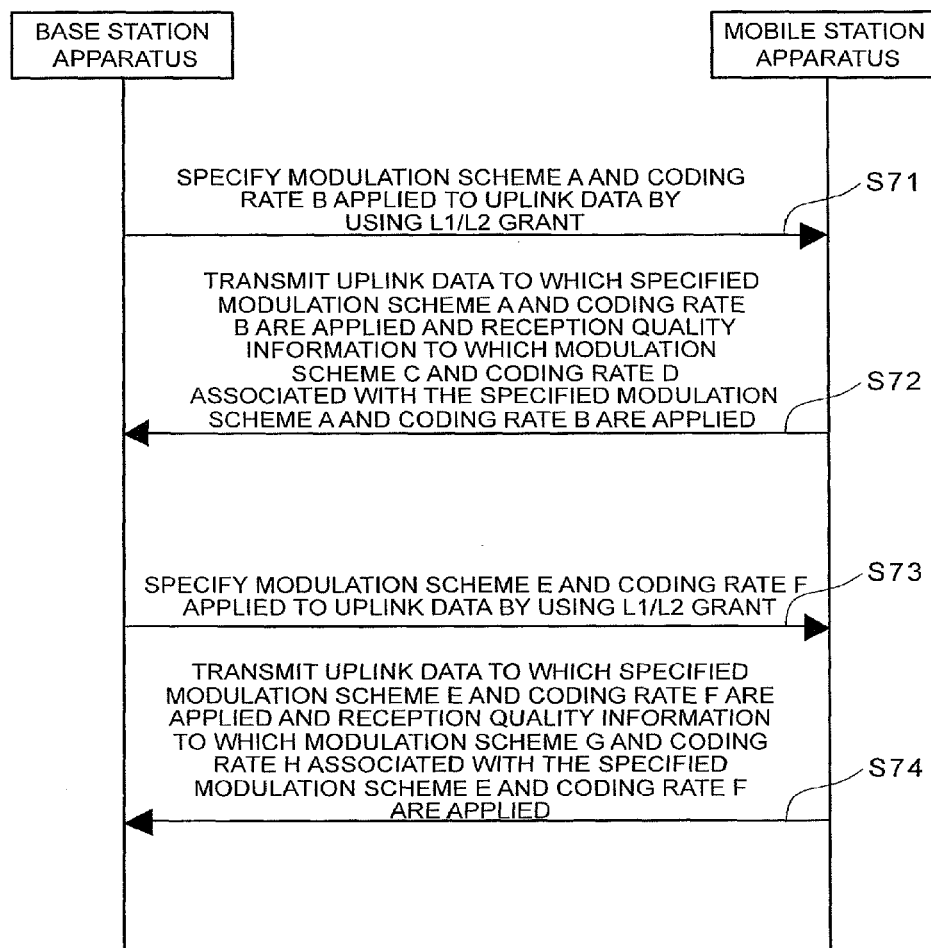 BASE STATION
APPARATUS
MOBILE STATION
APPARATUS
SPECIFY MODULATION SCHEME A AND CODING
RATE B APPLIED TO UPLINK DATA BY
USING L1/L2 GRANT
S71
TRANSMIT UPLINK DATA TO WHICH SPECIFIED
MODULATION SCHEME A AND CODING RATE
B ARE APPLIED AND RECEPTION QUALITY
INFORMATION TO WHICH MODULATION
SCHEME C AND CODING RATE D
ASSOCIATED WITH THE SPECIFIED MODULATION
SCHEME A AND CODING RATE B ARE APPLIED
S72
SPECIFY MODULATION SCHEME E AND CODING RATE F
APPLIED TO UPLINK DATA BY USING L1/L2 GRANT
S73
TRANSMIT UPLINK DATA TO WHICH SPECIFIED
MODULATION SCHEME E AND CODING RATE F ARE
APPLIED AND RECEPTION QUALITY INFORMATION
TO WHICH MODULATION SCHEME G AND CODING
RATE H ASSOCIATED WITH THE SPECIFIED
MODULATION SCHEME E AND CODING RATE F
ARE APPLIED
S74